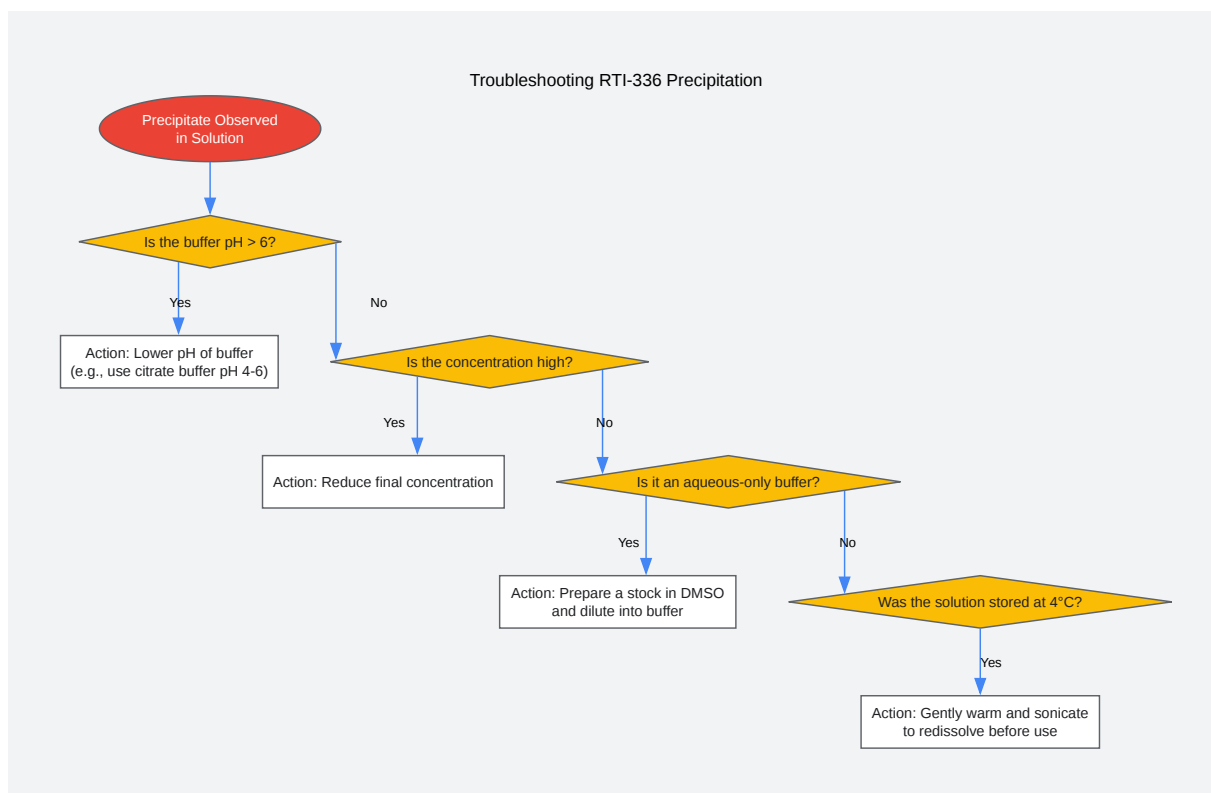 Troubleshooting RTI-336 Precipitation
Precipitate Observed
in Solution
Is the buffer pH > 6?
Yes
No
Action: Lower pH of buffer
(e.g., use citrate buffer pH 4-6)
Is the concentration high?
Yes
No
Action: Reduce final concentration
Is it an aqueous-only buffer?
Yes
No
Action: Prepare a stock in DMSO
and dilute into buffer
Was the solution stored at 4°C?
Yes
Action: Gently warm and sonicate
to redissolve before use